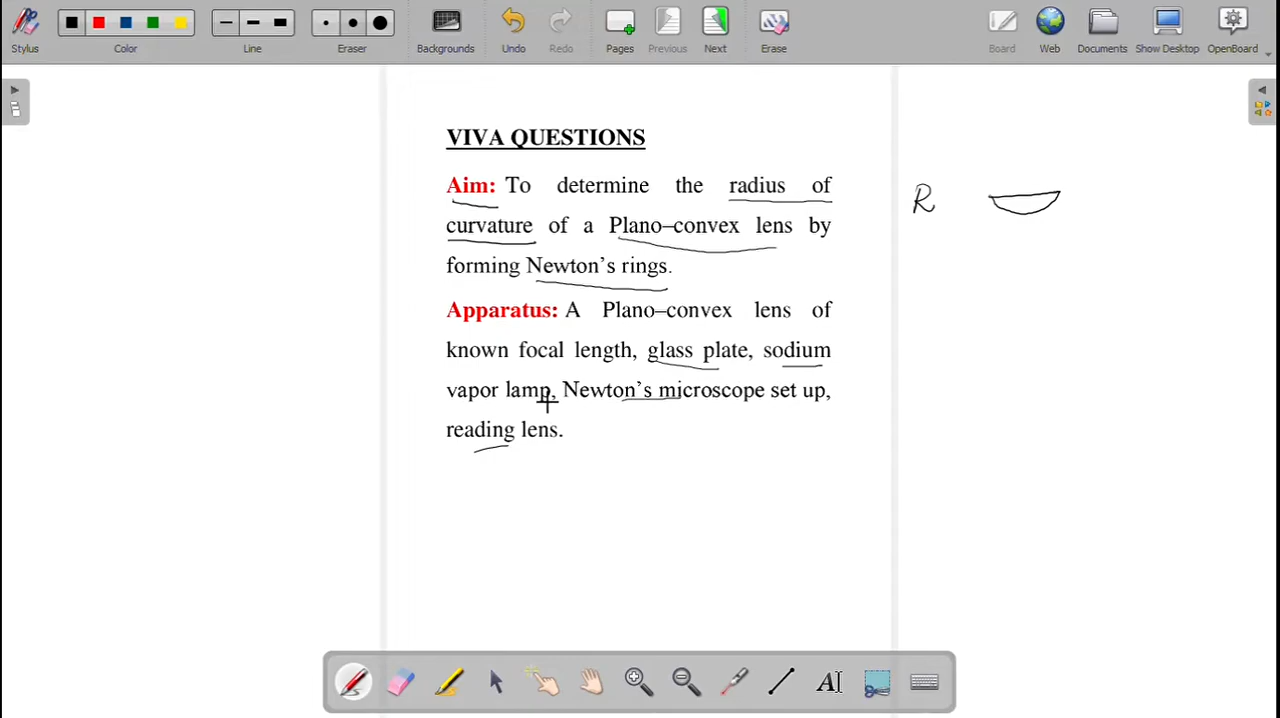 Stylus
Color
Line
Eraser
Backgrounds
Undo
Redo
Pages
Previous
Next
Erase
Board
Web
Documents
Show Desktop
OpenBoard
VIVA QUESTIONS
Aim: To determine the radius of
curvature of a Plano–convex lens by
forming Newton's rings.
R
Apparatus: A Plano–convex lens of
known focal length, glass plate, sodium
vapor lamp, Newton's microscope set up,
reading lens.